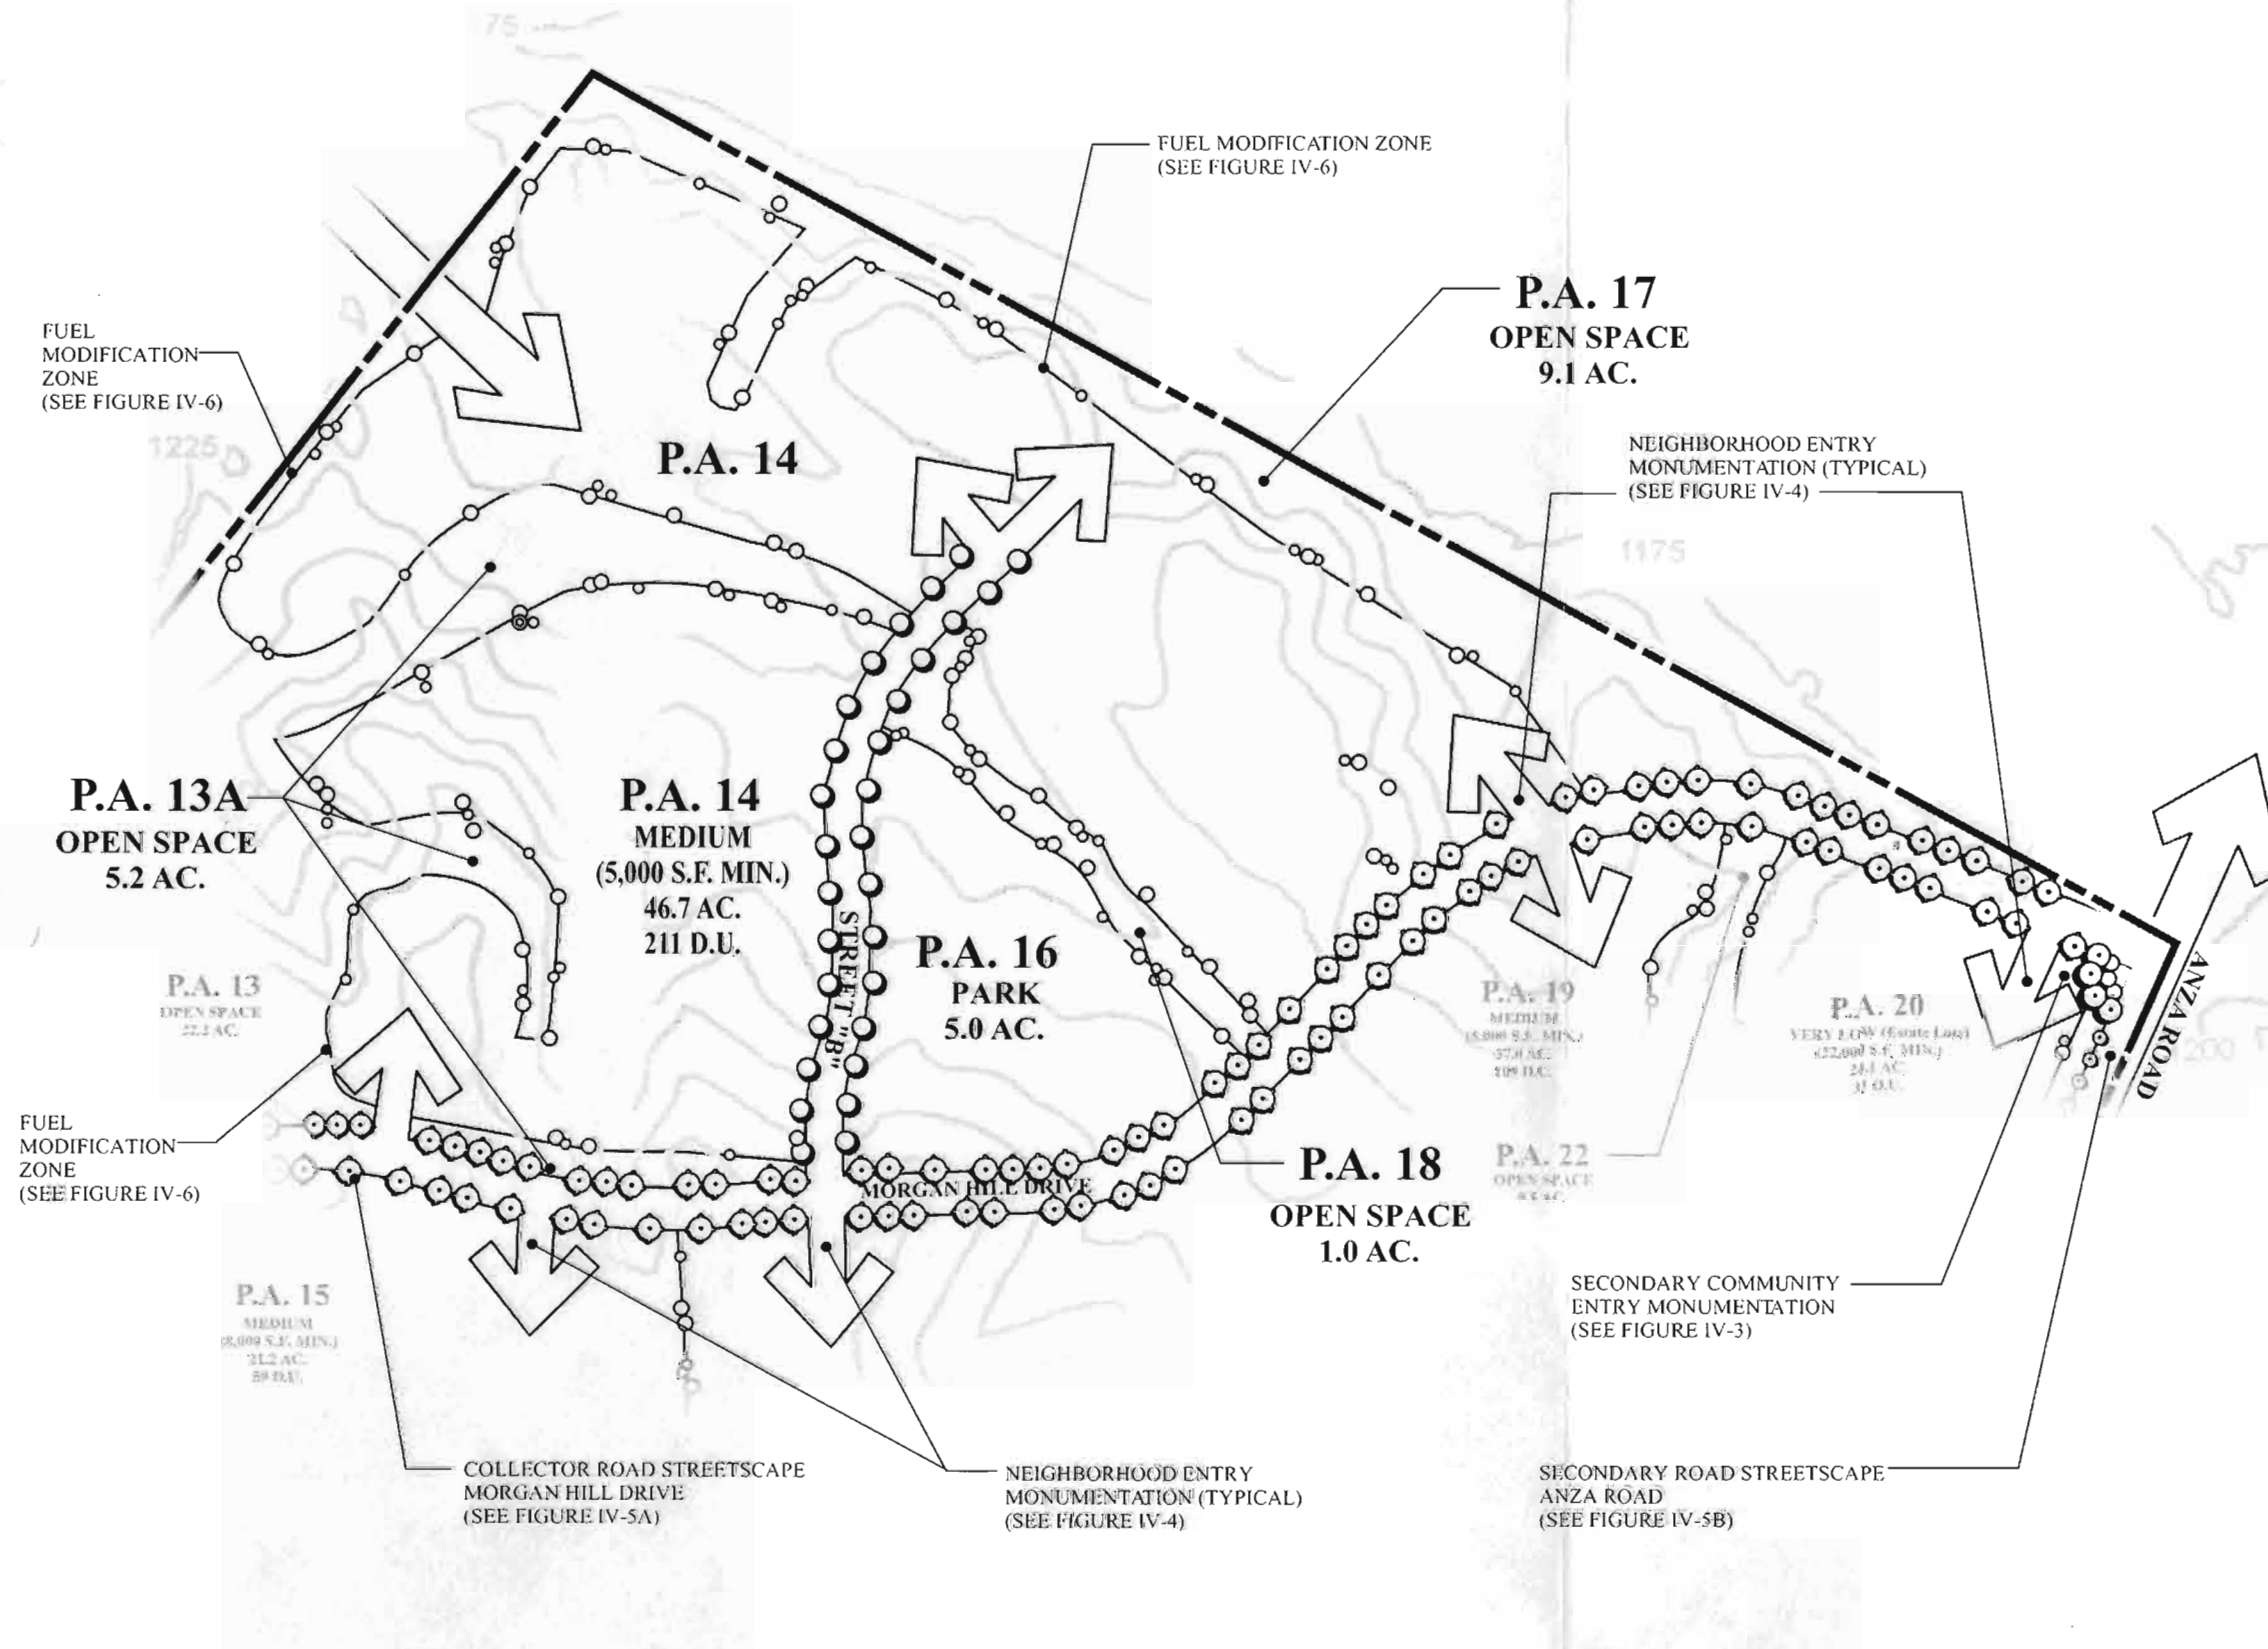 75
FUEL MODIFICATION ZONE
(SEE FIGURE IV-6)
P.A. 17
OPEN SPACE
9.1 AC.
FUEL
MODIFICATION
ZONE
(SEE FIGURE IV-6)
1225
P.A. 14
NEIGHBORHOOD ENTRY
MONUMENTATION (TYPICAL)
(SEE FIGURE IV-4)
1175
P.A. 13A
OPEN SPACE
5.2 AC.
P.A. 14
MEDIUM
(5,000 S.F. MIN.)
46.7 AC.
211 D.U.
STREET "B"
P.A. 16
PARK
5.0 AC.
P.A. 13
OPEN SPACE
P.A. 19
MEDIUM
P.A. 20
VERY LOW (Estate Lots)
ANZA ROAD
200
FUEL
MODIFICATION
ZONE
(SEE FIGURE IV-6)
MORGAN HILL DRIVE
P.A. 18
OPEN SPACE
1.0 AC.
P.A. 22
OPEN SPACE
P.A. 15
MEDIUM
SECONDARY COMMUNITY
ENTRY MONUMENTATION
(SEE FIGURE IV-3)
COLLECTOR ROAD STREETSCAPE
MORGAN HILL DRIVE
(SEE FIGURE IV-5A)
NEIGHBORHOOD ENTRY
MONUMENTATION (TYPICAL)
(SEE FIGURE IV-4)
SECONDARY ROAD STREETSCAPE
ANZA ROAD
(SEE FIGURE IV-5B)